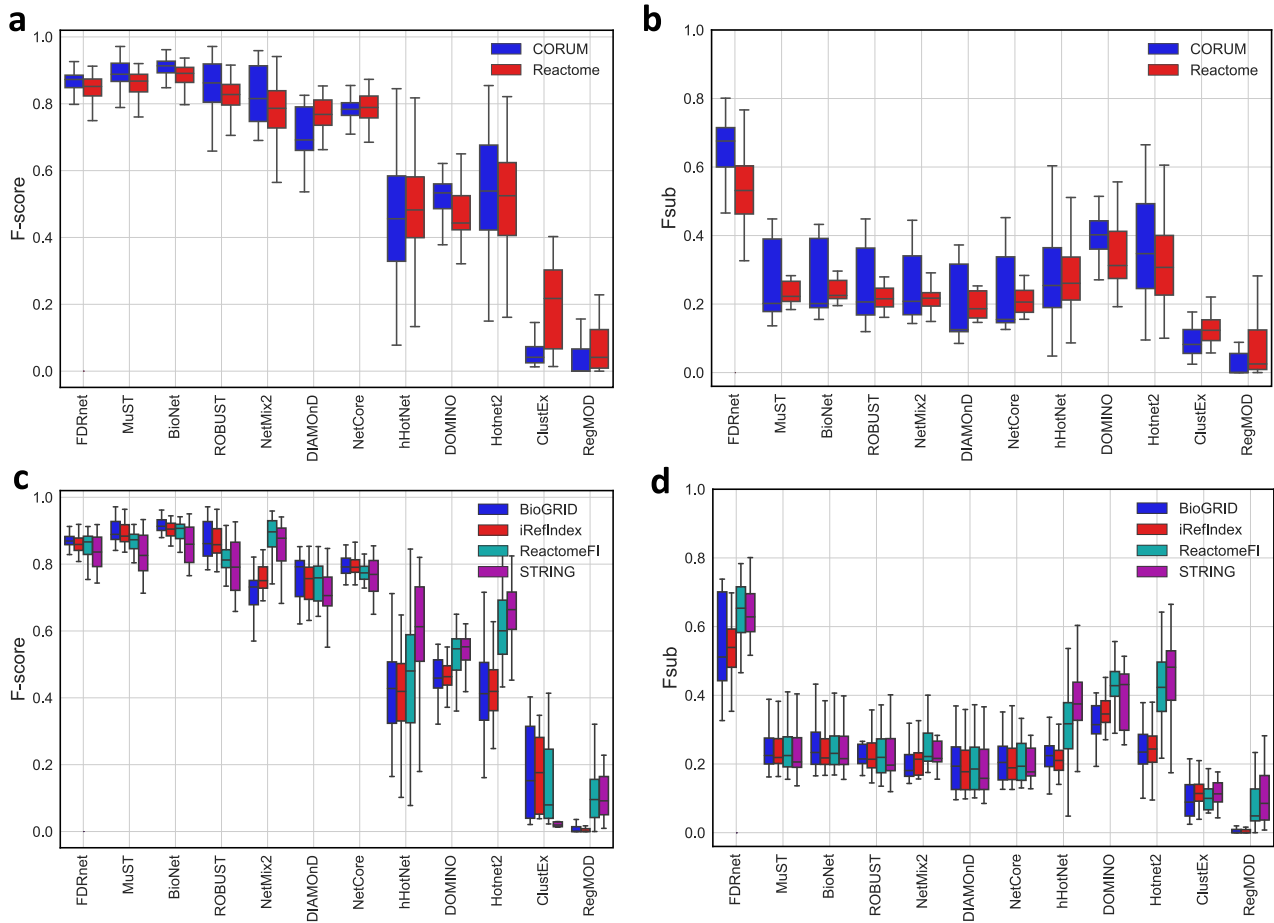 a
F-score
1.0
0.8
0.6
0.4
0.2
0.0
CORUM
Reactome
FDRnet
MuST
BioNet
ROBUST
NetMix2
DIAMOnD
NetCore
hHotNet
DOMINO
Hotnet2
ClustEx
RegMOD
b
Fsub
1.0
0.8
0.6
0.4
0.2
0.0
CORUM
Reactome
FDRnet
MuST
BioNet
ROBUST
NetMix2
DIAMOnD
NetCore
hHotNet
DOMINO
Hotnet2
ClustEx
RegMOD
c
F-score
1.0
0.8
0.6
0.4
0.2
0.0
BioGRID
iRefIndex
ReactomeFI
STRING
FDRnet
MuST
BioNet
ROBUST
NetMix2
DIAMOnD
NetCore
hHotNet
DOMINO
Hotnet2
ClustEx
RegMOD
d
Fsub
1.0
0.8
0.6
0.4
0.2
0.0
BioGRID
iRefIndex
ReactomeFI
STRING
FDRnet
MuST
BioNet
ROBUST
NetMix2
DIAMOnD
NetCore
hHotNet
DOMINO
Hotnet2
ClustEx
RegMOD